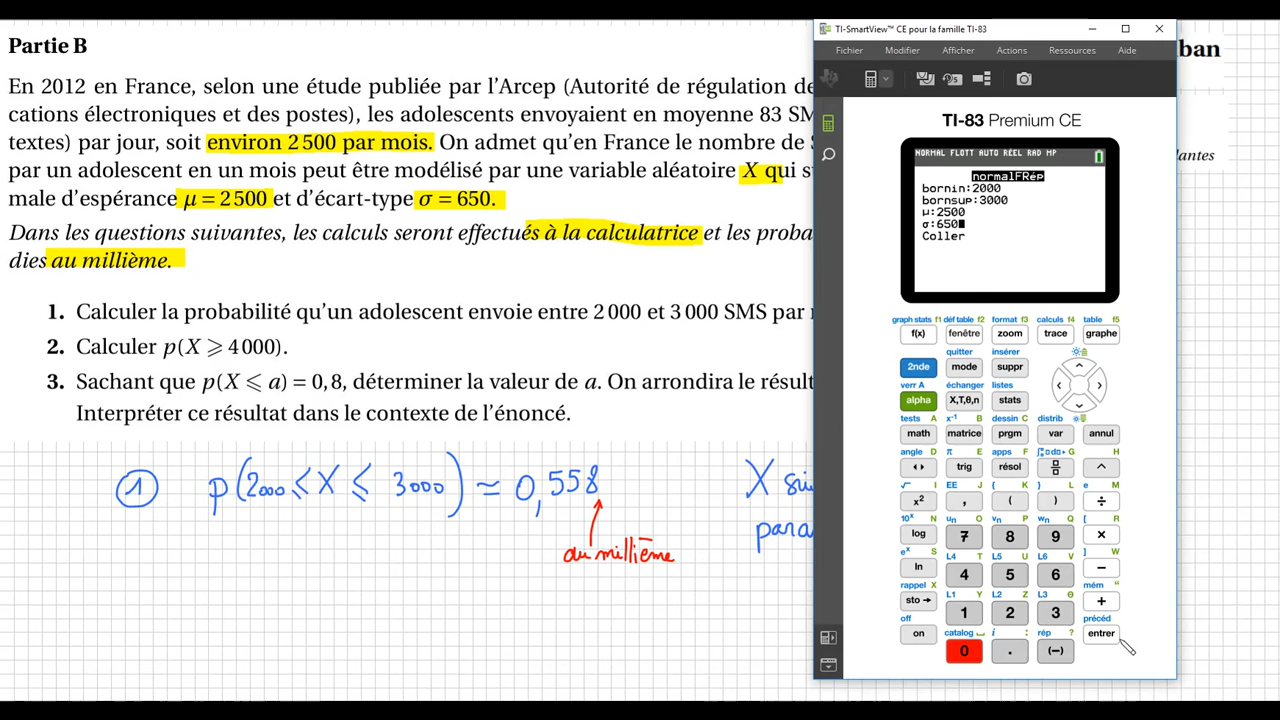 Partie B
En 2012 en France, selon une étude publiée par l'Arcep (Autorité de régulation de
cations électroniques et des postes), les adolescents envoyaient en moyenne 83 SM
textes) par jour, soit environ 2 500 par mois. On admet qu'en France le nombre de S
par un adolescent en un mois peut être modélisé par une variable aléatoire X qui s
male d'espérance μ = 2 500 et d'écart-type σ = 650.
Dans les questions suivantes, les calculs seront effectués à la calculatrice et les proba
dies au millième.
1. Calculer la probabilité qu'un adolescent envoie entre 2 000 et 3 000 SMS par
2. Calculer p(X ⩾ 4 000).
3. Sachant que p(X ⩽ a) = 0,8, déterminer la valeur de a. On arrondira le résult
Interpréter ce résultat dans le contexte de l'énoncé.
① p(2000 ≤ X ≤ 3000) ≃ 0,558
au millième
X sui
para
ban
lantes
TI-SmartView™ CE pour la famille TI-83
Fichier Modifier Afficher Actions Ressources Aide
TI-83 Premium CE
NORMAL FLOTT AUTO RÉEL RAD MP
normalFRép
bornin:2000
bornsup:3000
μ:2500
σ:650
Coller
graph stats f1 déf table f2 format f3 calculs f4 table f5
f(x) fenêtre zoom trace graphe
quitter insérer
2nde mode suppr
verr A échanger listes
alpha X,T,θ,n stats
tests A matrice B dessin C distrib
math matrice prgm var annul
angle D π E apps F G H
trig résol ^
√ I EE J { K } L e M
x² , ( ) ÷
10ˣ N un O vn P wn Q [ R
log 7 8 9 ×
eˣ S L4 T L5 U L6 V ] W
ln 4 5 6 −
rappel X L1 Y L2 Z L3 θ mém "
sto → 1 2 3 +
off catalog i : rép ? précéd
on 0 . (−) entrer